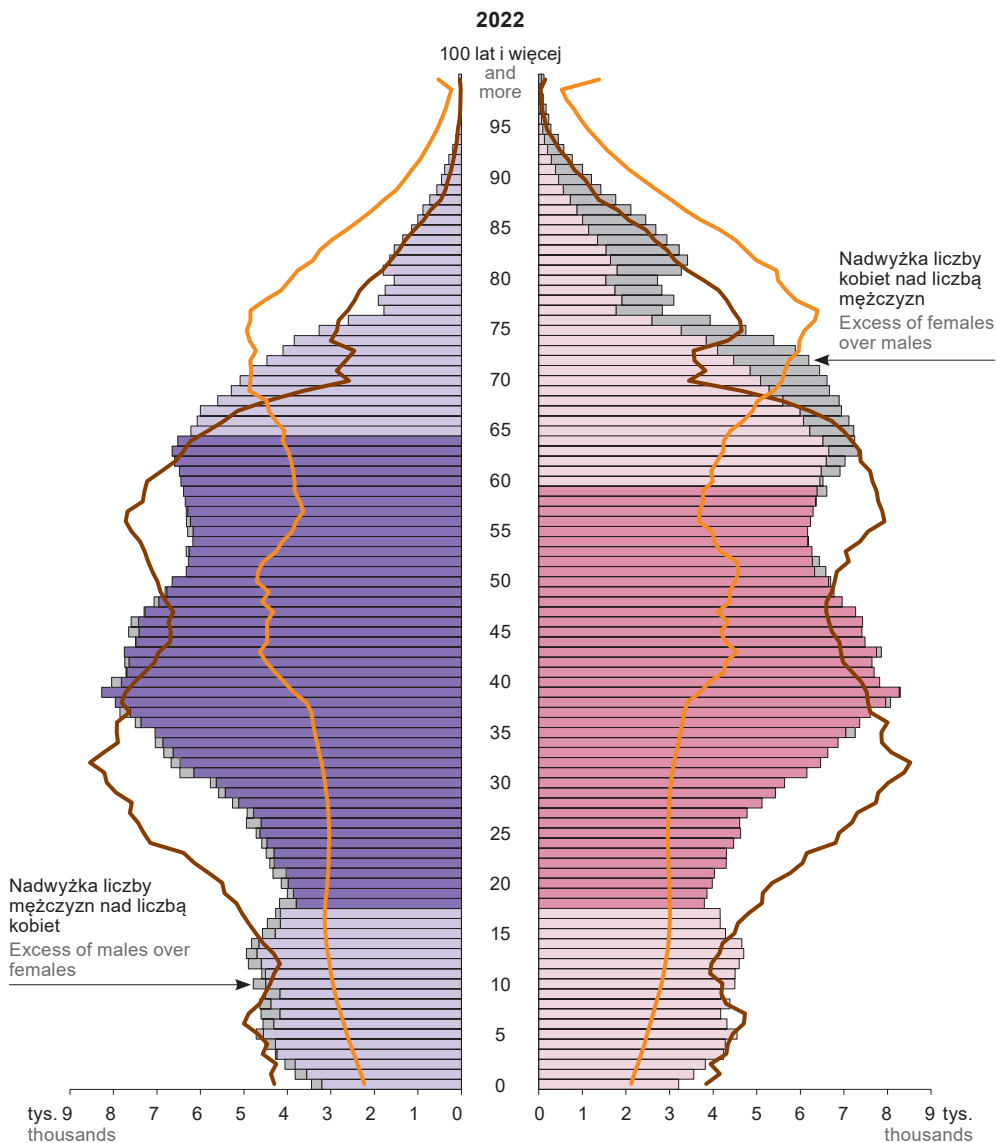 2022
100 lat i więcej
and
more
95
90
85
80
75
70
65
60
55
50
45
40
35
30
25
20
15
10
5
0
Nadwyżka liczby
kobiet nad liczbą
mężczyzn
Excess of females
over males
Nadwyżka liczby
mężczyzn nad liczbą
kobiet
Excess of males over
females
tys. 9 8 7 6 5 4 3 2 1 0
thousands
0 1 2 3 4 5 6 7 8 9 tys.
thousands